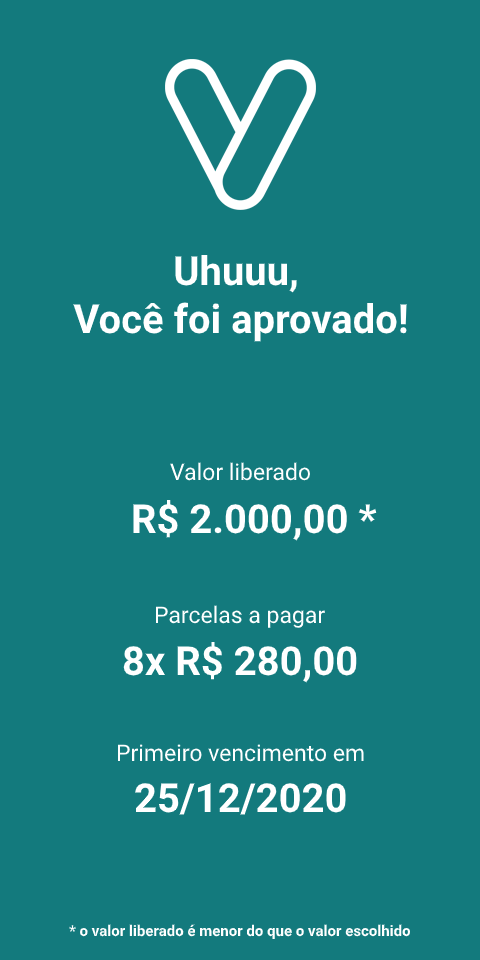 Uhuuu,
Você foi aprovado!
Valor liberado
R$ 2.000,00 *
Parcelas a pagar
8x R$ 280,00
Primeiro vencimento em
25/12/2020
* o valor liberado é menor do que o valor escolhido